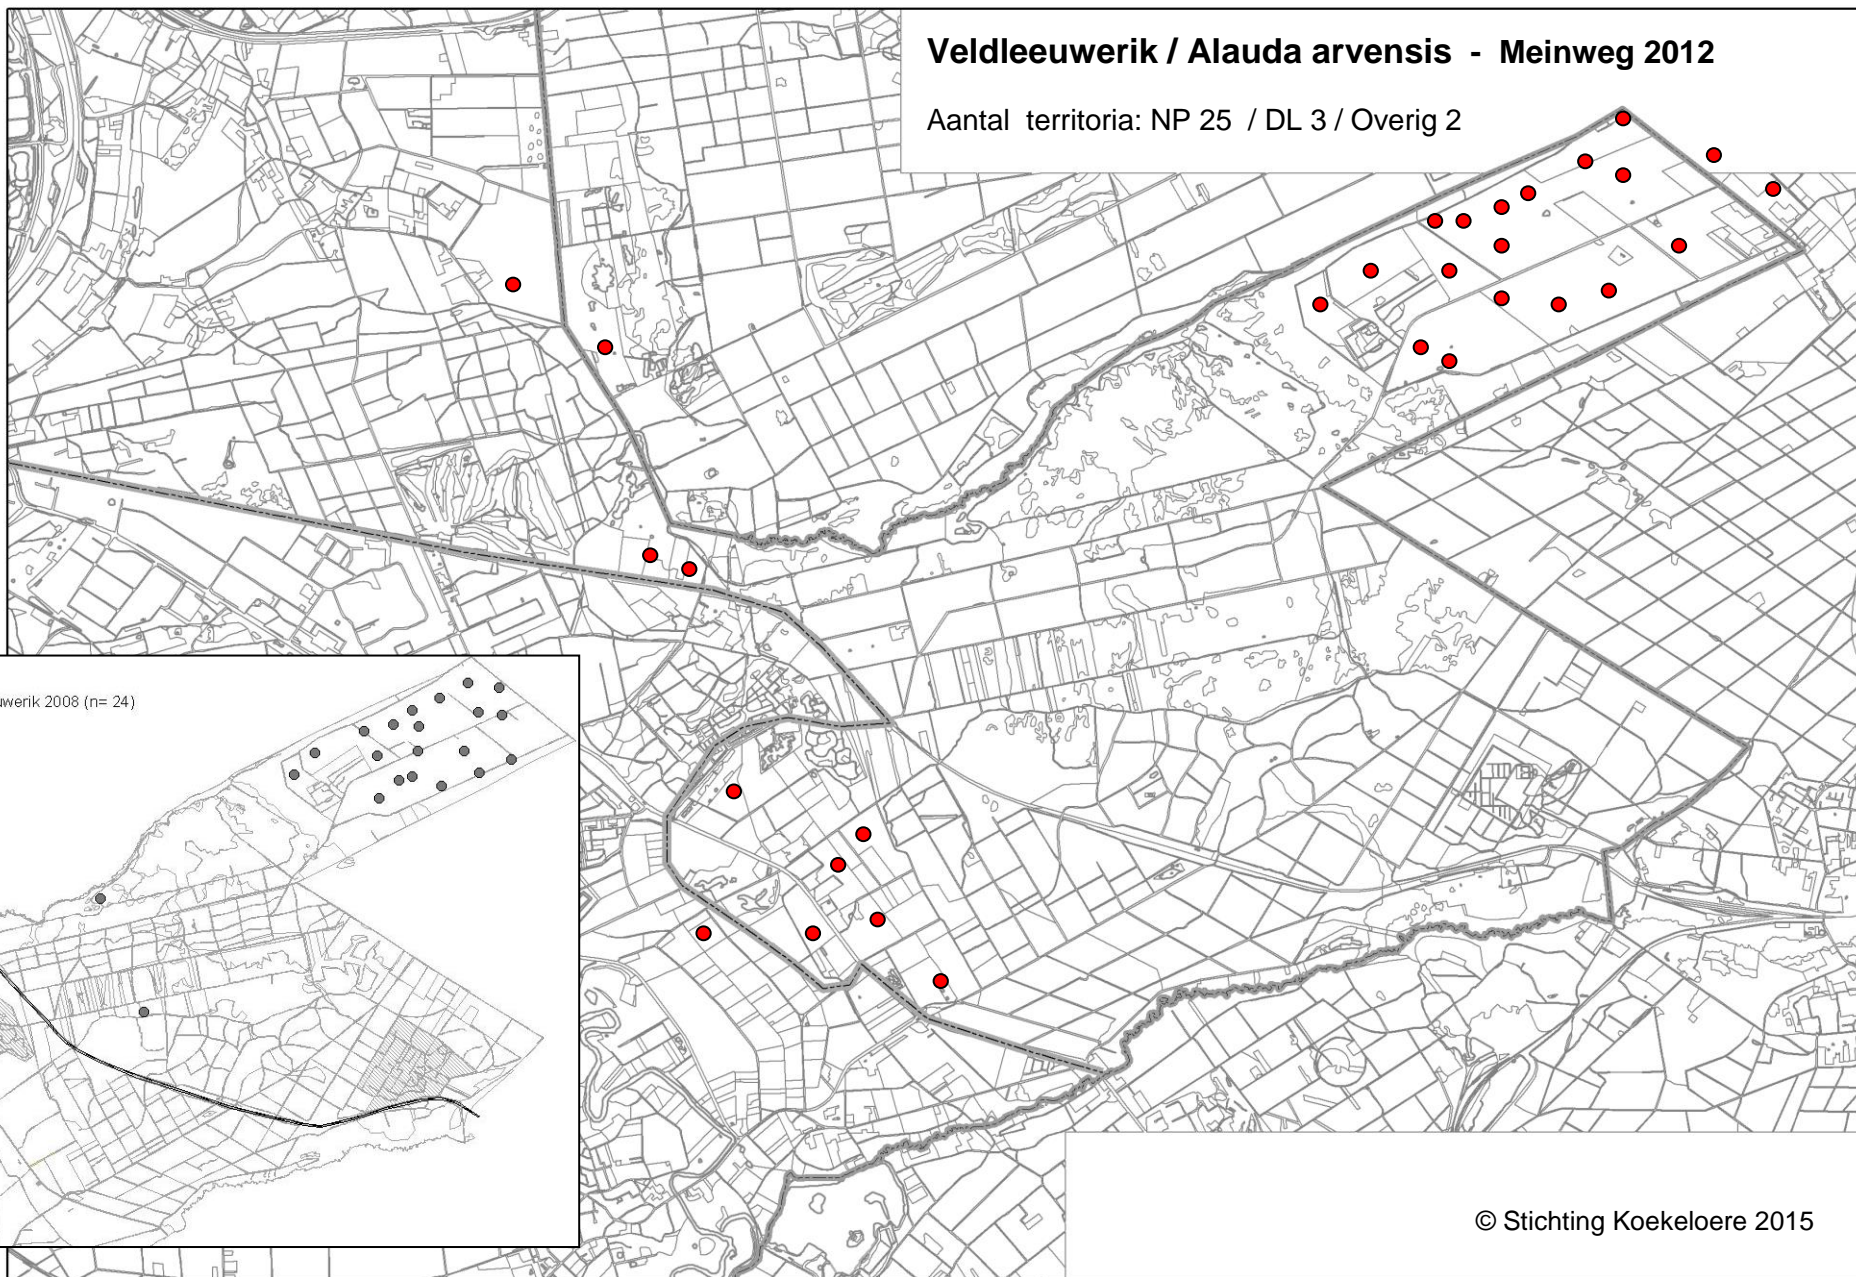 Veldleeuwerik / Alauda arvensis - Meinweg 2012
Aantal territoria: NP 25 / DL 3 / Overig 2
uwerik 2008 (n= 24)
© Stichting Koekeloere 2015